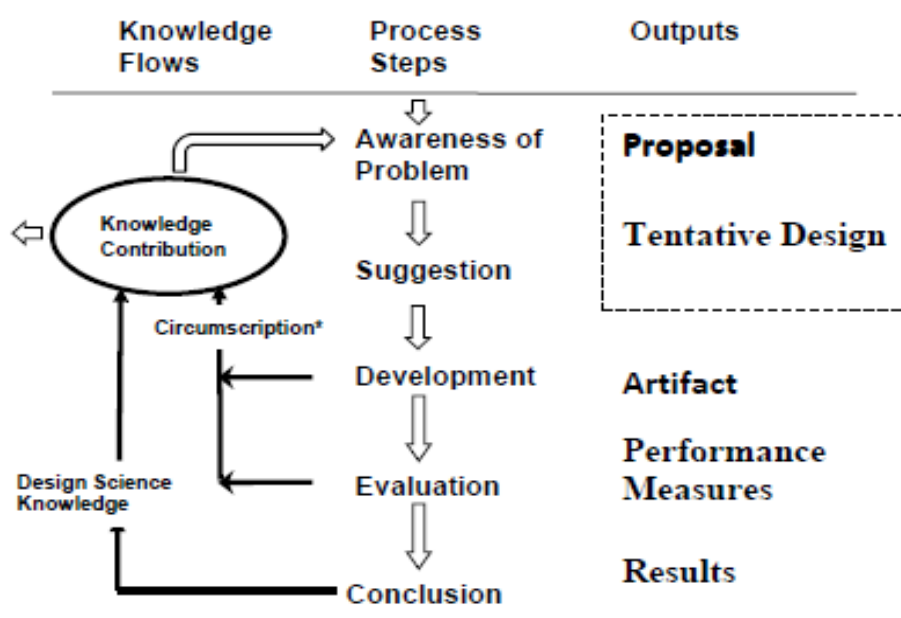 Knowledge
Flows
Process
Steps
Outputs
Awareness of
Problem
Proposal
Knowledge
Contribution
Tentative Design
Suggestion
Circumscription*
Development
Artifact
Performance
Measures
Design Science
Knowledge
Evaluation
Results
Conclusion